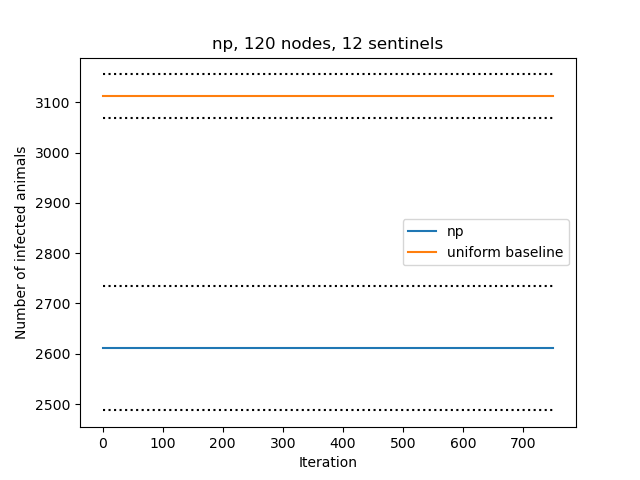 np, 120 nodes, 12 sentinels
Number of infected animals
3100
3000
2900
2800
2700
2600
2500
np
uniform baseline
0 100 200 300 400 500 600 700
Iteration